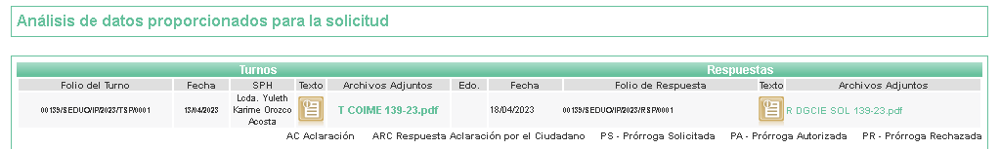 Análisis de datos proporcionados para la solicitud
Turnos Respuestas
Folio del Turno Fecha SPH Texto Archivos Adjuntos Edo. Fecha Folio de Respuesta Texto Archivos Adjuntos
00139/SEDUO/IP/2023/TSP/0001 13/04/2023 Lcda. Yuleth Karime Orozco Acosta T COIME 139-23.pdf 18/04/2023 00139/SEDUO/IP/2023/RSP/0001 R DGCIE SOL 139-23.pdf
AC Aclaración ARC Respuesta Aclaración por el Ciudadano PS - Prórroga Solicitada PA - Prórroga Autorizada PR - Prórroga Rechazada